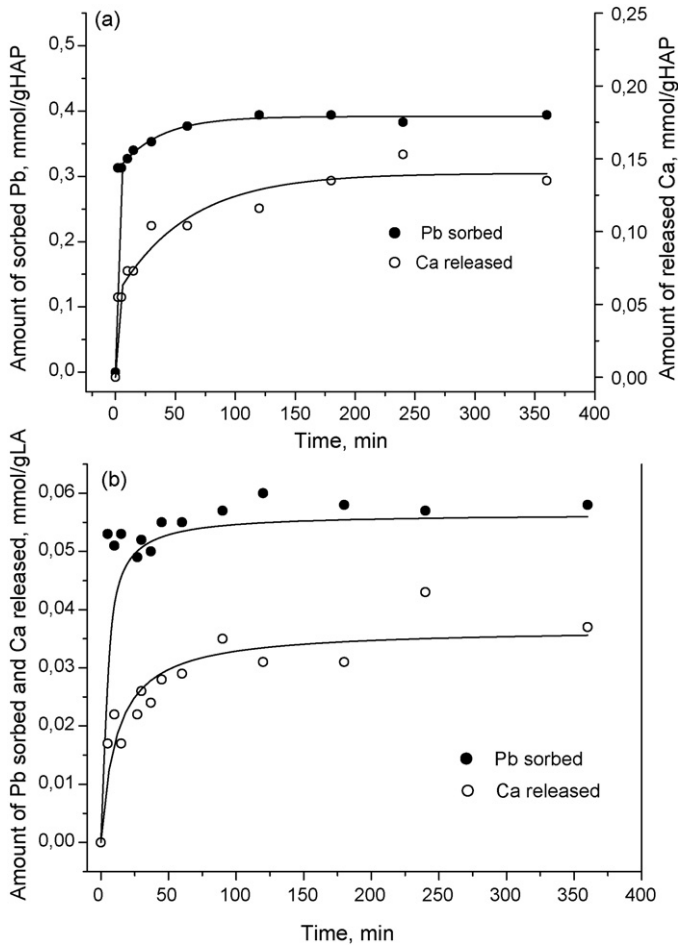 (a)
Amount of sorbed Pb, mmol/gHAP
0,5
0,4
0,3
0,2
0,1
0,0
Amount of released Ca, mmol/gHAP
0,25
0,20
0,15
0,10
0,05
0,00
Pb sorbed
Ca released
0 50 100 150 200 250 300 350 400
Time, min
(b)
Amount of Pb sorbed and Ca released, mmol/gLA
0,06
0,05
0,04
0,03
0,02
0,01
0,00
Pb sorbed
Ca released
0 50 100 150 200 250 300 350 400
Time, min